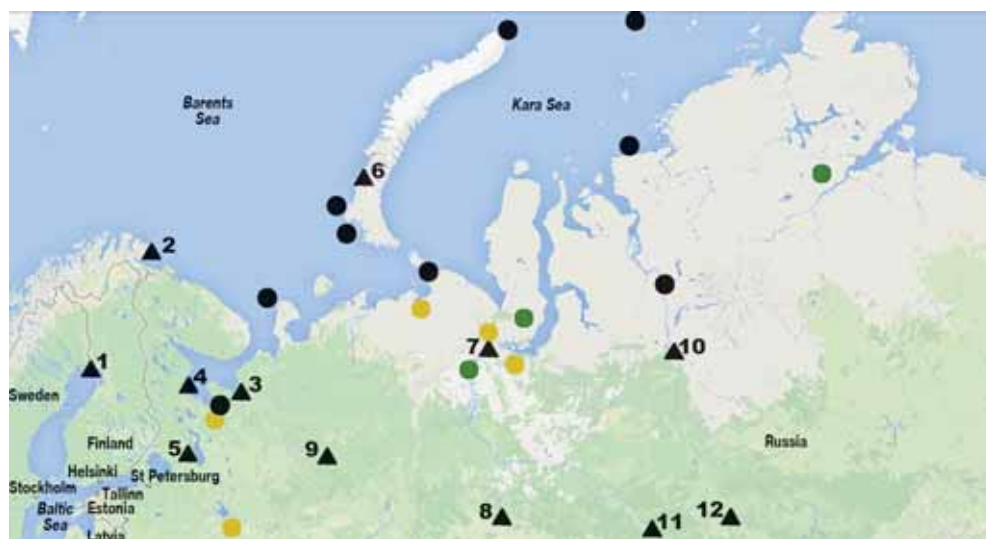 Barents
Sea
Kara Sea
6
2
7
10
1
4
3
Sweden
Finland
5
9
Russia
Helsinki
St Petersburg
Stockholm
Tallinn
Baltic
Sea
Estonia
Latvia
8
11
12